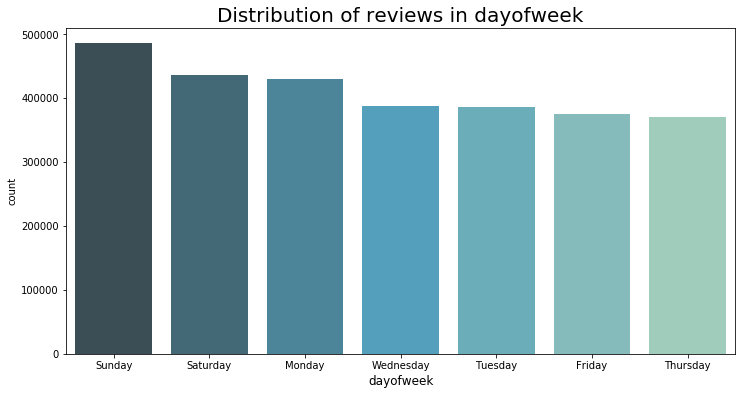 Distribution of reviews in dayofweek
500000
400000
300000
200000
100000
0
count
Sunday Saturday Monday Wednesday Tuesday Friday Thursday
dayofweek